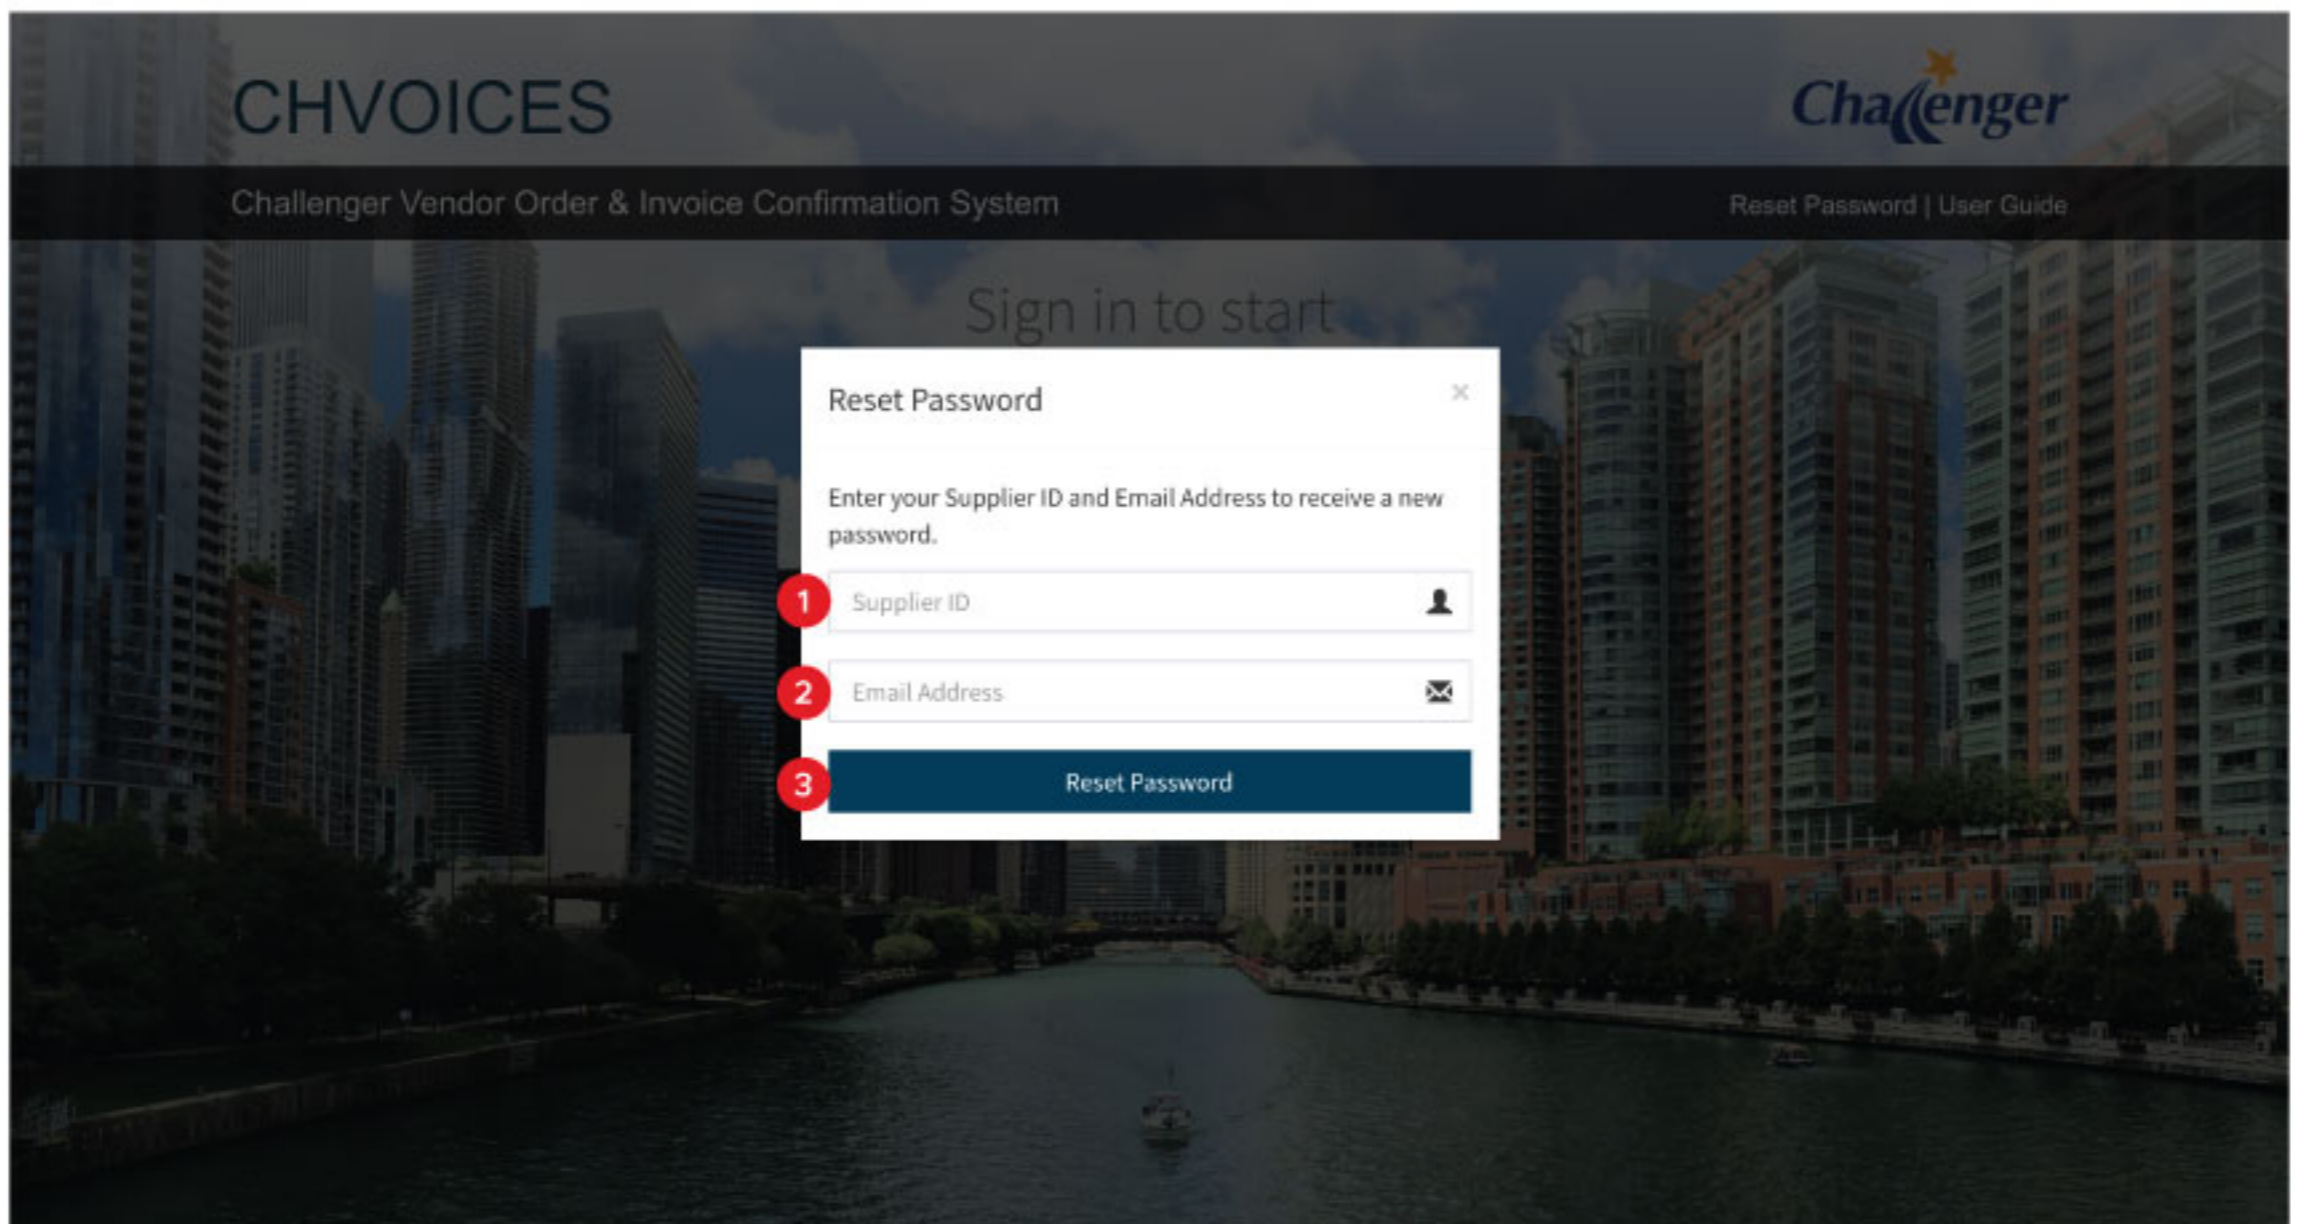 CHVOICES
Challenger
Challenger Vendor Order & Invoice Confirmation System
Reset Password | User Guide
Sign in to start
Reset Password
×
Enter your Supplier ID and Email Address to receive a new
password.
1 Supplier ID
2 Email Address
3 Reset Password